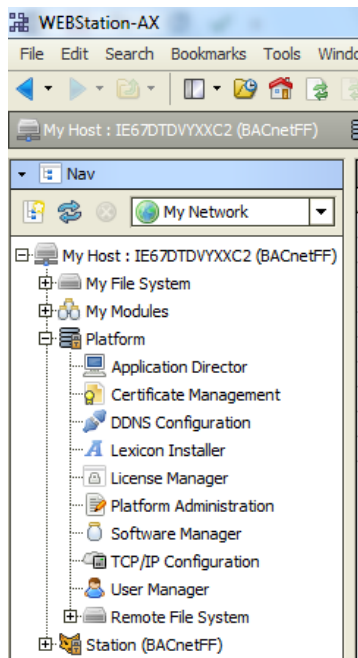 WEBStation-AX
File Edit Search Bookmarks Tools Windo
My Host : IE67DTDVYXXC2 (BACnetFF)
Nav
My Network
My Host : IE67DTDVYXXC2 (BACnetFF)
My File System
My Modules
Platform
Application Director
Certificate Management
DDNS Configuration
Lexicon Installer
License Manager
Platform Administration
Software Manager
TCP/IP Configuration
User Manager
Remote File System
Station (BACnetFF)